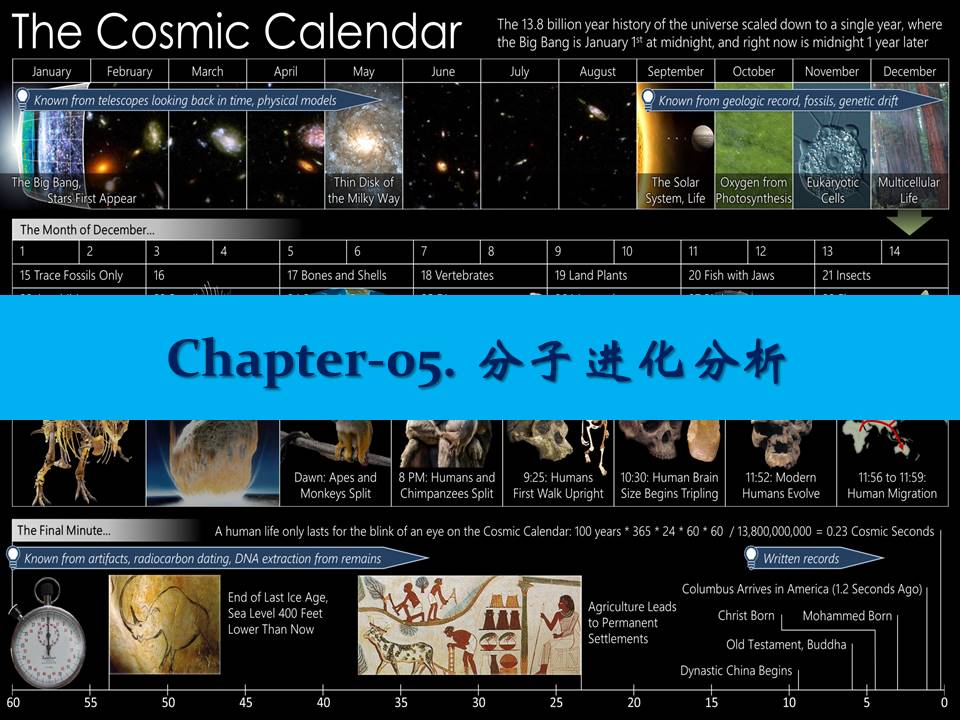 The Cosmic Calendar
The 13.8 billion year history of the universe scaled down to a single year, where
the Big Bang is January 1st at midnight, and right now is midnight 1 year later
January February March April May June July August September October November December
Known from telescopes looking back in time, physical models
Known from geologic record, fossils, genetic drift
The Big Bang,
Stars First Appear
Thin Disk of
the Milky Way
The Solar
System, Life
Oxygen from
Photosynthesis
Eukaryotic
Cells
Multicellular
Life
The Month of December...
1 2 3 4 5 6 7 8 9 10 11 12 13 14
15 Trace Fossils Only 16 17 Bones and Shells 18 Vertebrates 19 Land Plants 20 Fish with Jaws 21 Insects
Chapter-05. 分子进化分析
Dawn: Apes and
Monkeys Split
8 PM: Humans and
Chimpanzees Split
9:25: Humans
First Walk Upright
10:30: Human Brain
Size Begins Tripling
11:52: Modern
Humans Evolve
11:56 to 11:59:
Human Migration
The Final Minute...
A human life only lasts for the blink of an eye on the Cosmic Calendar: 100 years * 365 * 24 * 60 * 60 / 13,800,000,000 = 0.23 Cosmic Seconds
Known from artifacts, radiocarbon dating, DNA extraction from remains
Written records
End of Last Ice Age,
Sea Level 400 Feet
Lower Than Now
Agriculture Leads
to Permanent
Settlements
Columbus Arrives in America (1.2 Seconds Ago)
Christ Born
Mohammed Born
Old Testament, Buddha
Dynastic China Begins
60 55 50 45 40 35 30 25 20 15 10 5 0